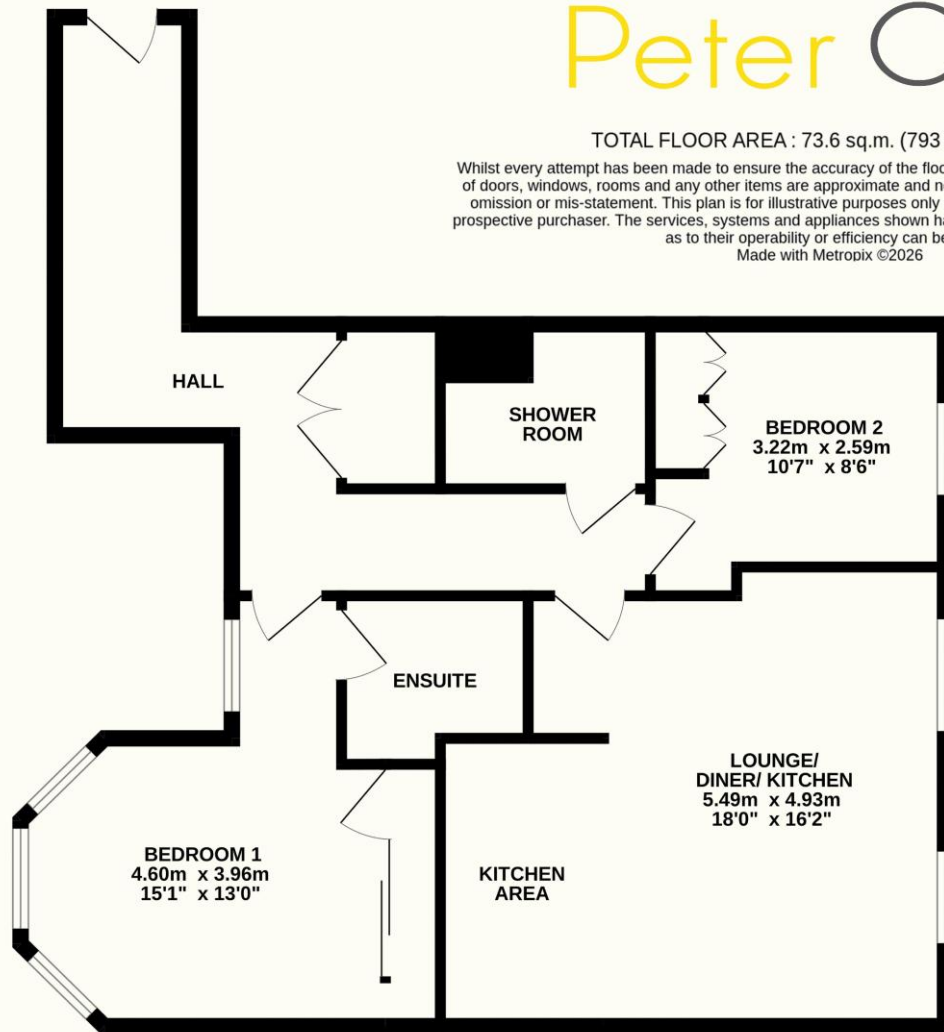 Peter
TOTAL FLOOR AREA : 73.6 sq.m. (793
Whilst every attempt has been made to ensure the accuracy of the
of doors, windows, rooms and any other items are approximate and
omission or mis-statement. This plan is for illustrative purposes only
prospective purchaser. The services, systems and appliances shown
as to their operability or efficiency can be
Made with Metropix ©2026
HALL
SHOWER
ROOM
BEDROOM 2
3.22m x 2.59m
10'7" x 8'6"
ENSUITE
LOUNGE/
DINER/ KITCHEN
5.49m x 4.93m
18'0" x 16'2"
BEDROOM 1
4.60m x 3.96m
15'1" x 13'0"
KITCHEN
AREA